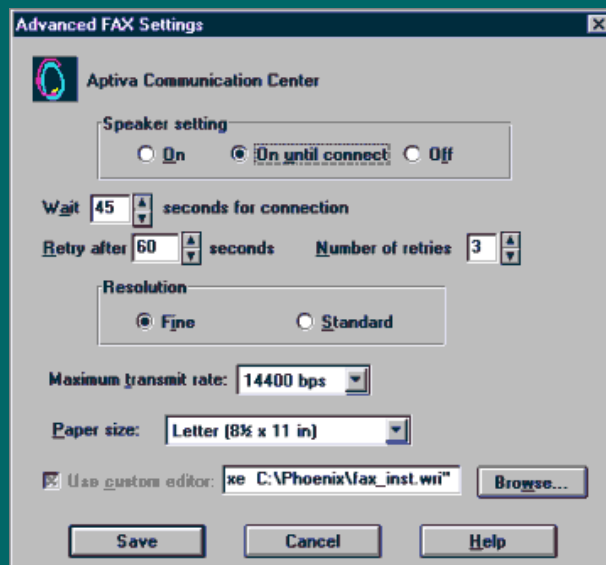 Advanced FAX Settings
Aptiva Communication Center
Speaker setting
On On until connect Off
Wait 45 seconds for connection
Retry after 60 seconds Number of retries 3
Resolution
Fine Standard
Maximum transmit rate: 14400 bps
Paper size: Letter (8½ x 11 in)
Use custom editor: xe C:\Phoenix\fax_inst.wri" Browse...
Save Cancel Help